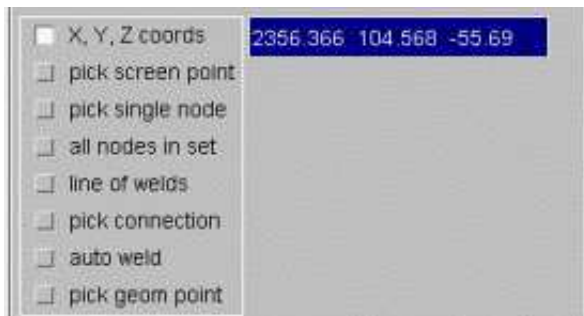 X, Y, Z coords 2356.366 104.568 -55.69
pick screen point
pick single node
all nodes in set
line of welds
pick connection
auto weld
pick geom point